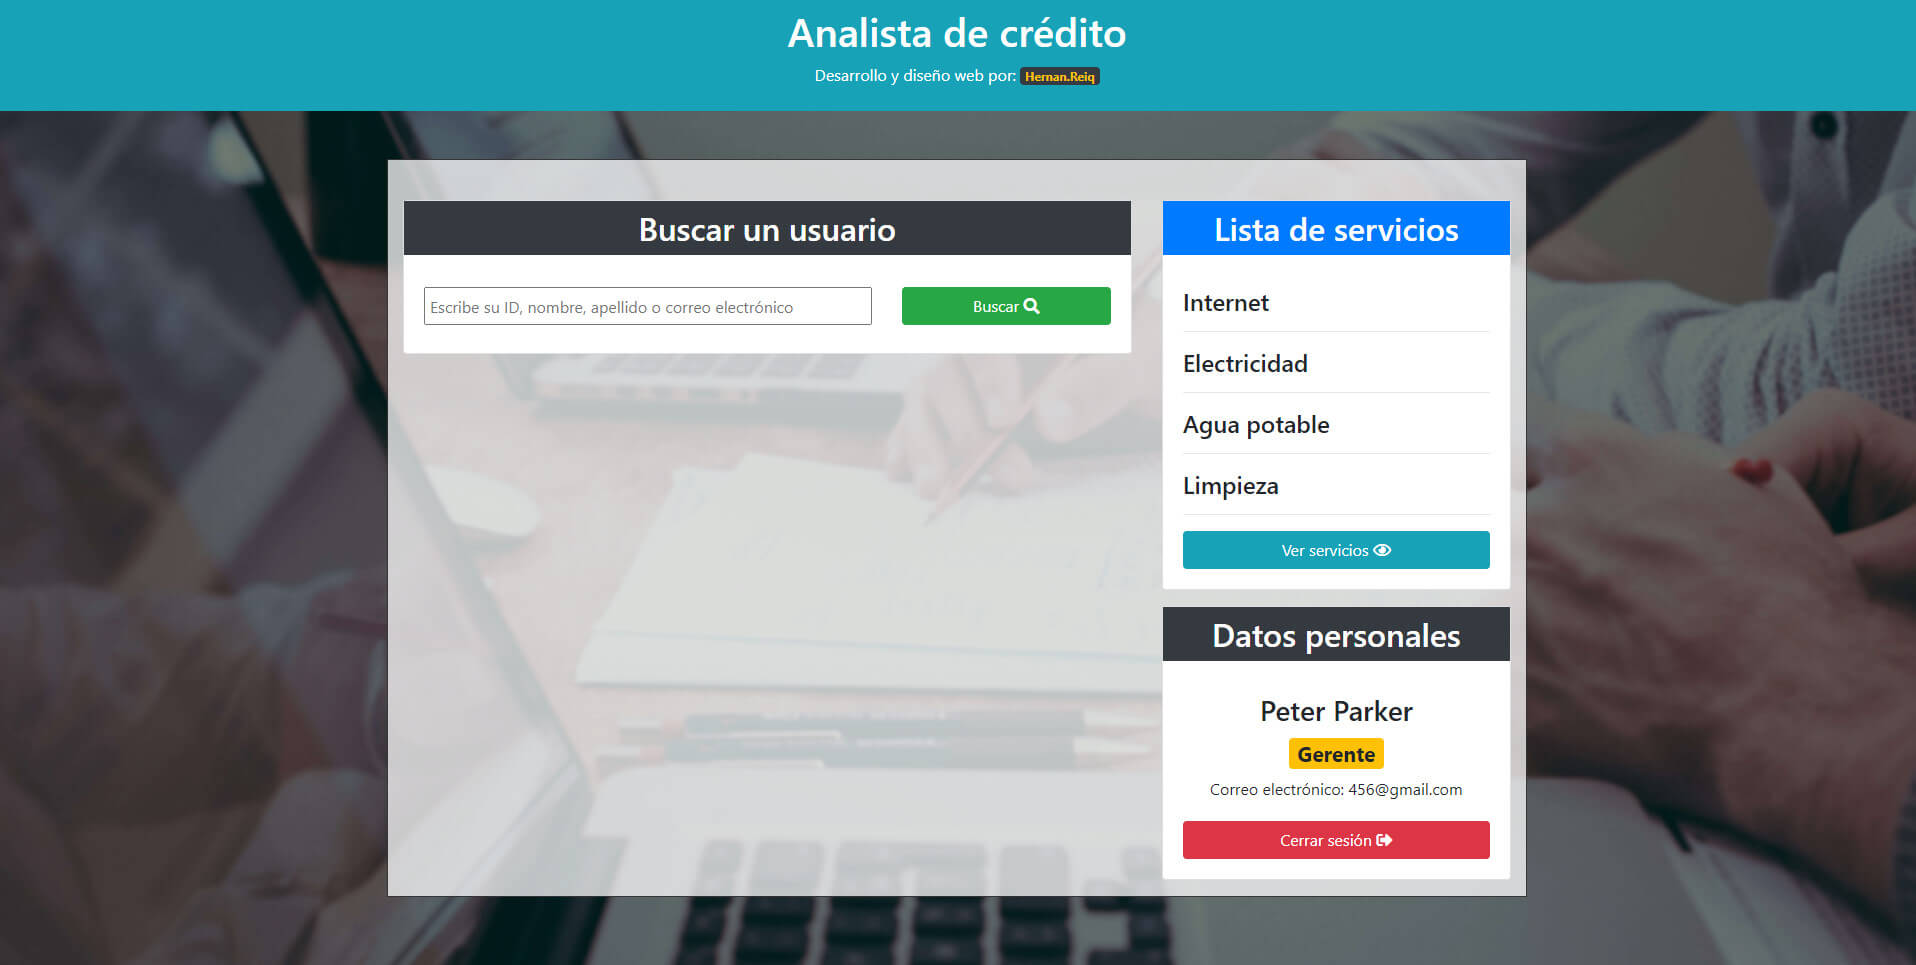 Analista de crédito
Desarrollo y diseño web por: Hernan.Reiq
Buscar un usuario
Escribe su ID, nombre, apellido o correo electrónico
Buscar
Lista de servicios
Internet
Electricidad
Agua potable
Limpieza
Ver servicios
Datos personales
Peter Parker
Gerente
Correo electrónico: 456@gmail.com
Cerrar sesión